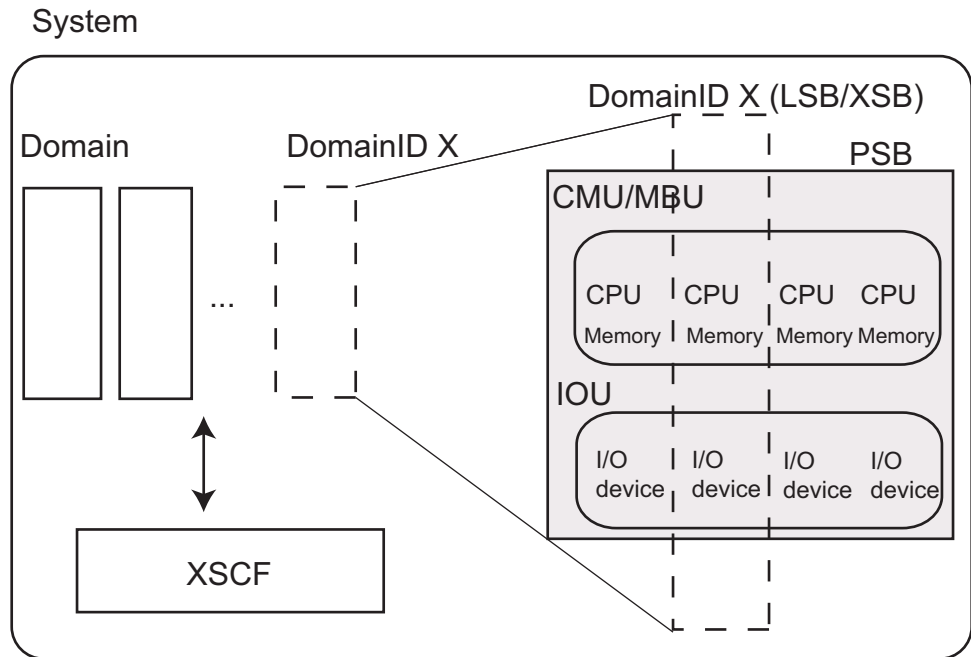 System
DomainID X (LSB/XSB)
Domain
DomainID X
PSB
CMU/MBU
CPU CPU CPU CPU
Memory Memory Memory Memory
...
IOU
I/O device I/O device I/O device I/O device
XSCF